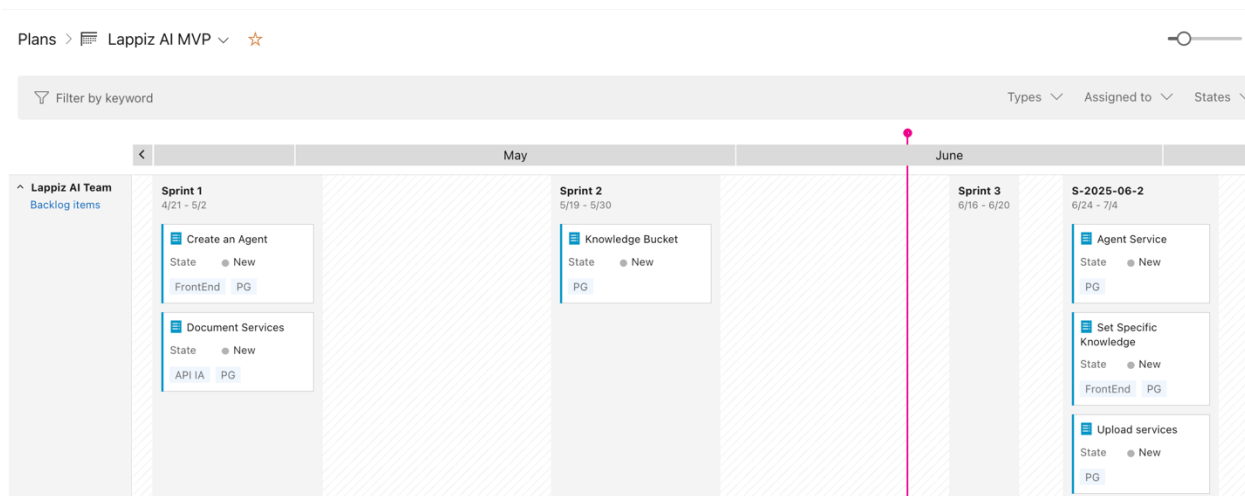 Plans > Lappiz AI MVP
Filter by keyword
Types Assigned to States
May June
Lappiz AI Team
Backlog items
Sprint 1
4/21 - 5/2
Create an Agent
State New
FrontEnd PG
Document Services
State New
API IA PG
Sprint 2
5/19 - 5/30
Knowledge Bucket
State New
PG
Sprint 3
6/16 - 6/20
S-2025-06-2
6/24 - 7/4
Agent Service
State New
PG
Set Specific
Knowledge
State New
FrontEnd PG
Upload services
State New
PG